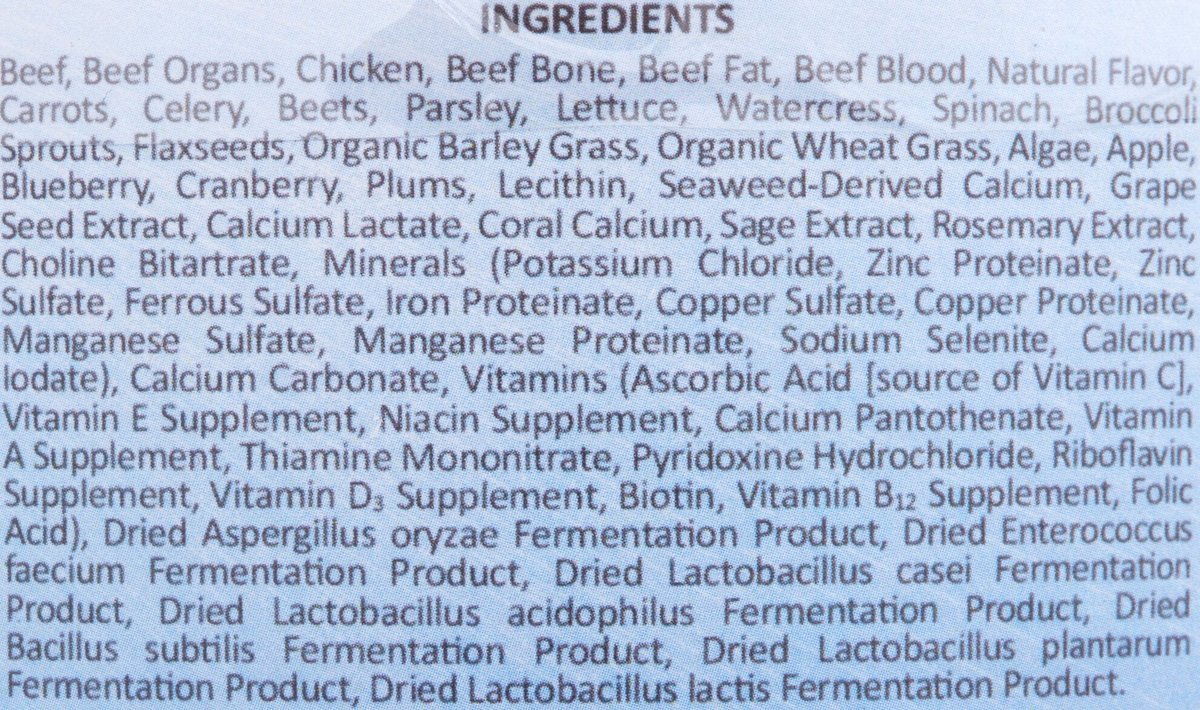 INGREDIENTS
Beef, Beef Organs, Chicken, Beef Bone, Beef Fat, Beef Blood, Natural Flavor,
Carrots, Celery, Beets, Parsley, Lettuce, Watercress, Spinach, Broccoli
Sprouts, Flaxseeds, Organic Barley Grass, Organic Wheat Grass, Algae, Apple,
Blueberry, Cranberry, Plums, Lecithin, Seaweed-Derived Calcium, Grape
Seed Extract, Calcium Lactate, Coral Calcium, Sage Extract, Rosemary Extract,
Choline Bitartrate, Minerals (Potassium Chloride, Zinc Proteinate, Zinc
Sulfate, Ferrous Sulfate, Iron Proteinate, Copper Sulfate, Copper Proteinate,
Manganese Sulfate, Manganese Proteinate, Sodium Selenite, Calcium
Iodate), Calcium Carbonate, Vitamins (Ascorbic Acid [source of Vitamin C],
Vitamin E Supplement, Niacin Supplement, Calcium Pantothenate, Vitamin
A Supplement, Thiamine Mononitrate, Pyridoxine Hydrochloride, Riboflavin
Supplement, Vitamin D₃ Supplement, Biotin, Vitamin B₁₂ Supplement, Folic
Acid), Dried Aspergillus oryzae Fermentation Product, Dried Enterococcus
faecium Fermentation Product, Dried Lactobacillus casei Fermentation
Product, Dried Lactobacillus acidophilus Fermentation Product, Dried
Bacillus subtilis Fermentation Product, Dried Lactobacillus plantarum
Fermentation Product, Dried Lactobacillus lactis Fermentation Product.